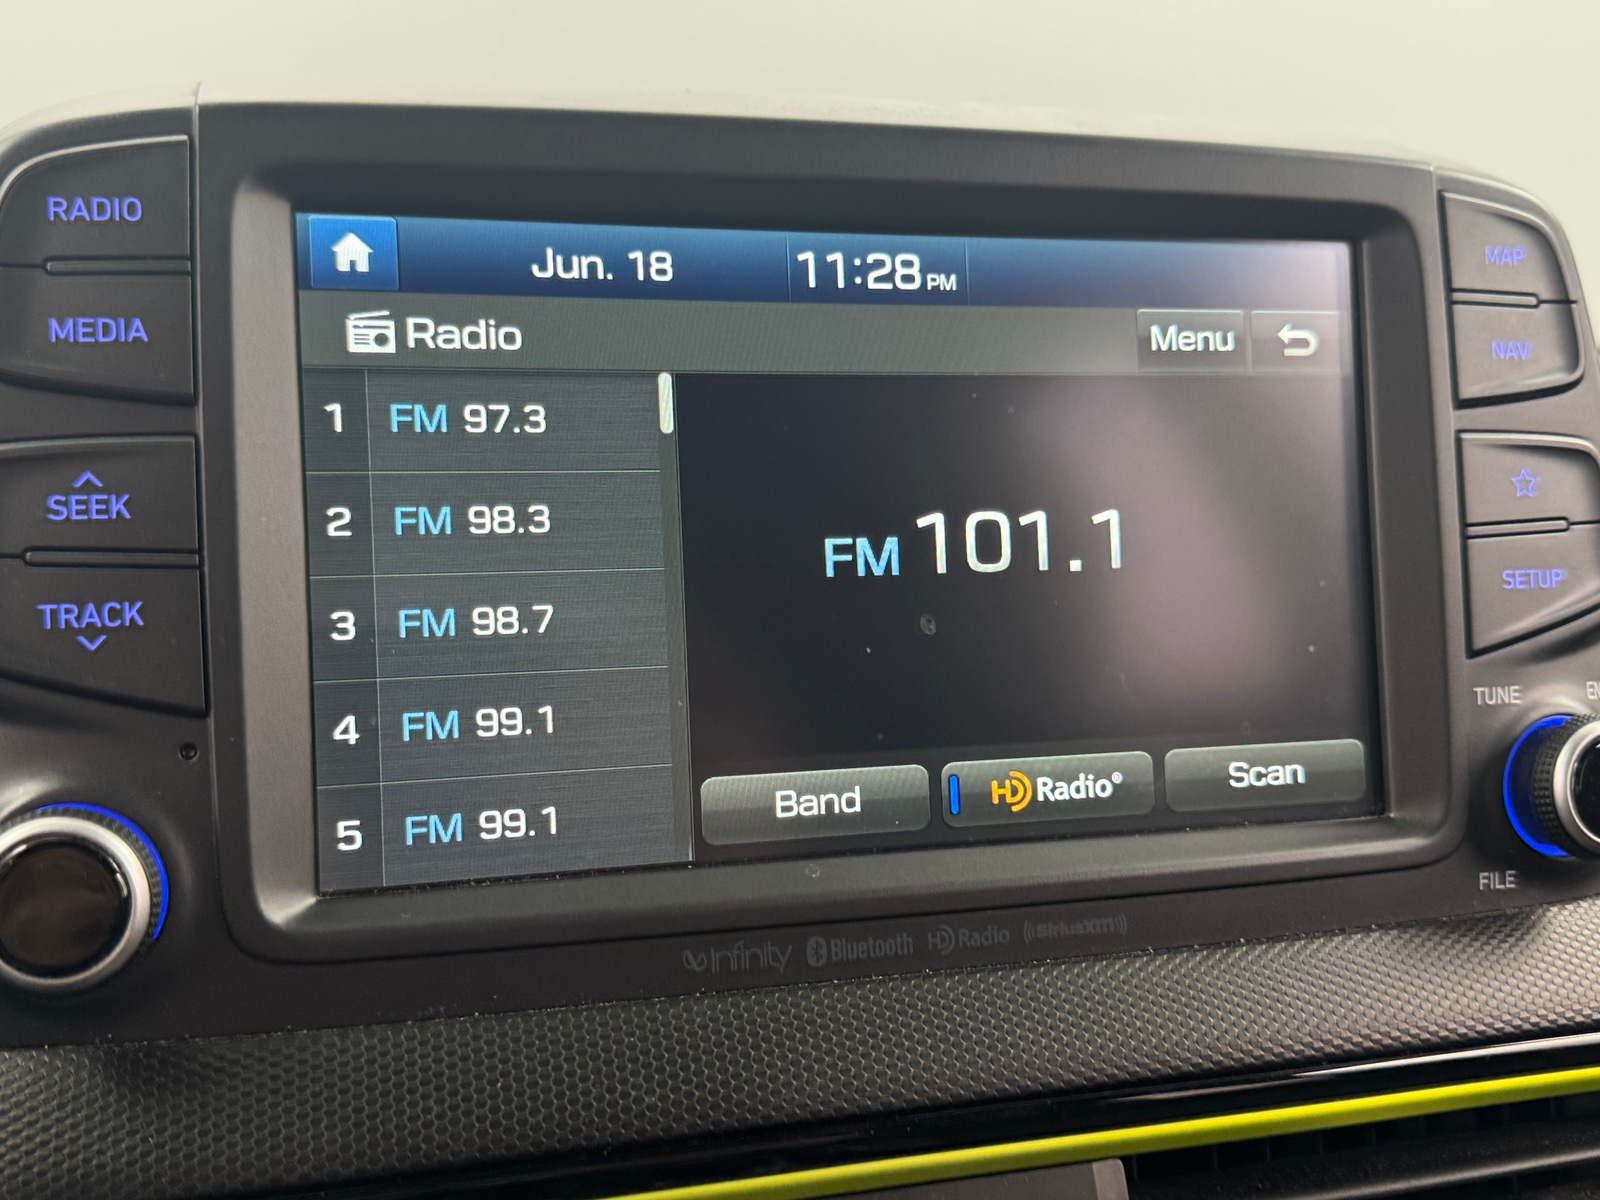 RADIO
MEDIA
SEEK
TRACK
Jun. 18 11:28 PM
Radio Menu
1 FM 97.3
2 FM 98.3
3 FM 98.7
4 FM 99.1
5 FM 99.1
FM 101.1
Band HD Radio® Scan
MAP
NAV
SETUP
TUNE
FILE
Infinity Bluetooth HD Radio ((SiriusXM))